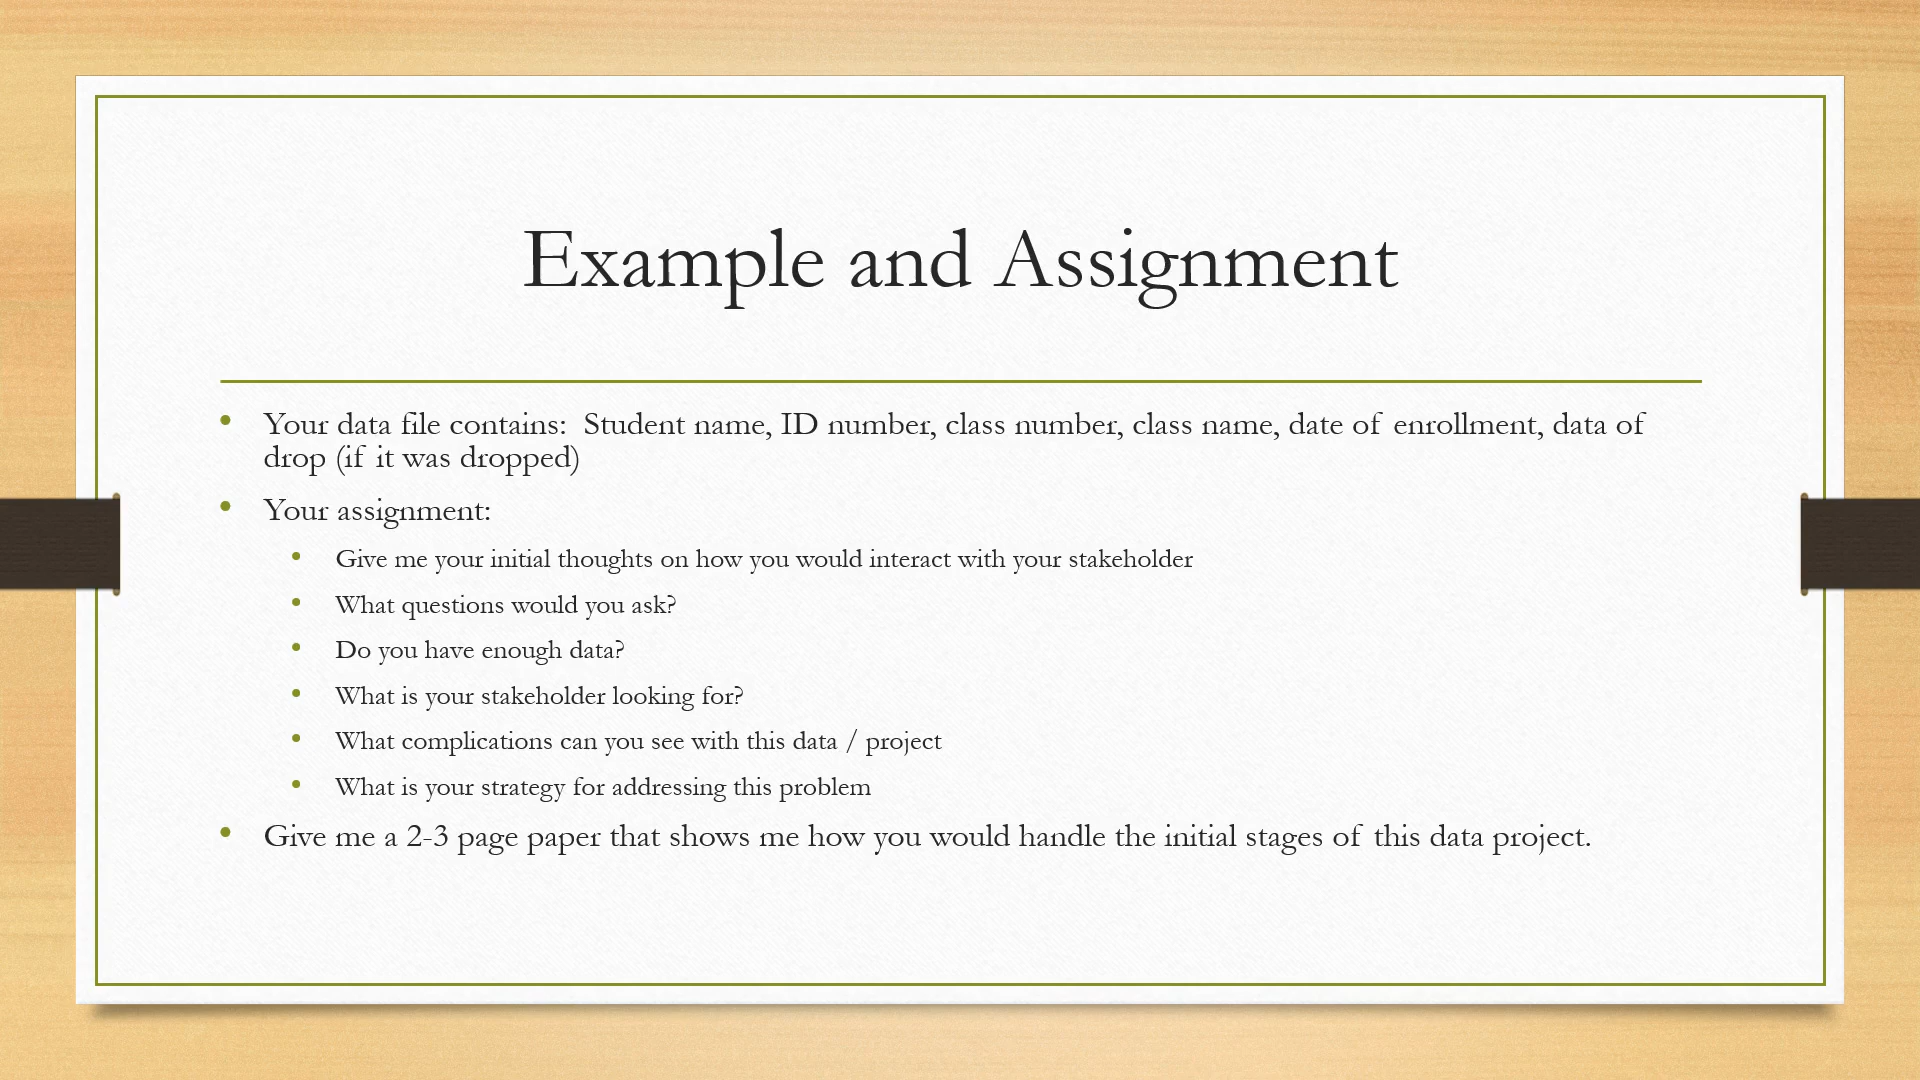 Example and Assignment
• Your data file contains:  Student name, ID number, class number, class name, date of enrollment, data of
drop (if it was dropped)
• Your assignment:
• Give me your initial thoughts on how you would interact with your stakeholder
• What questions would you ask?
• Do you have enough data?
• What is your stakeholder looking for?
• What complications can you see with this data / project
• What is your strategy for addressing this problem
• Give me a 2-3 page paper that shows me how you would handle the initial stages of this data project.